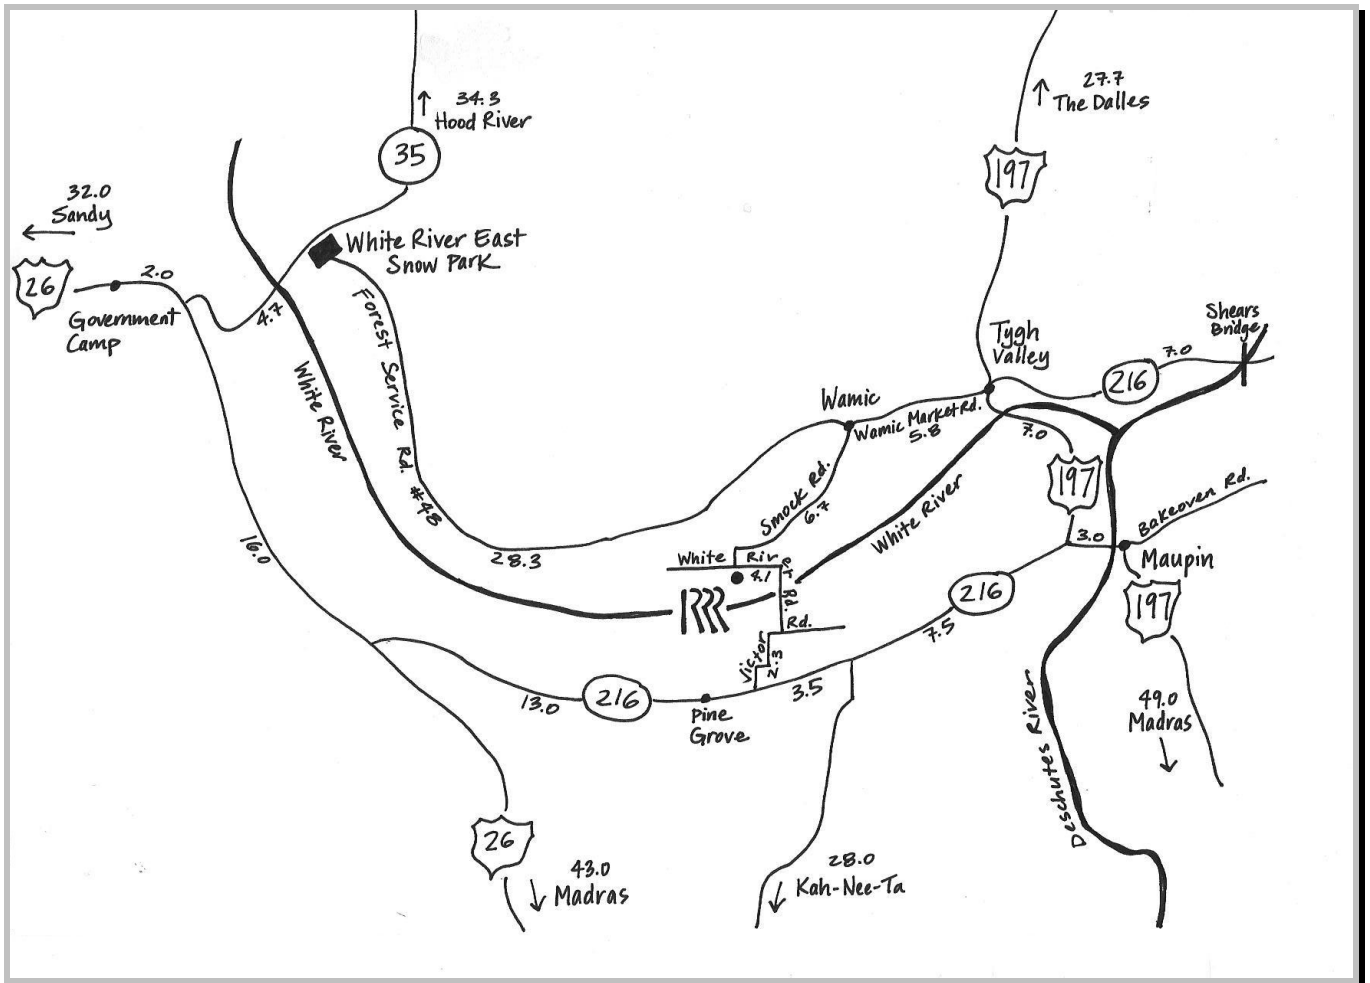 34.3
Hood River
35
27.7
The Dalles
197
32.0
Sandy
26
2.0
Government
Camp
4.7
White River East
Snow Park
Forest Service Rd. #48
White River
28.3
16.0
Tygh
Valley
Shears
Bridge
7.0
216
Wamic
Wamic Market Rd.
5.8
7.0
197
Smock Rd.
6.7
White River
Bakeoven Rd.
3.0
Maupin
197
White River Rd.
4.1
Rd.
Victor
2.3
216
7.5
3.5
13.0
216
Pine
Grove
Deschutes River
49.0
Madras
26
43.0
Madras
28.0
Kah-Nee-Ta